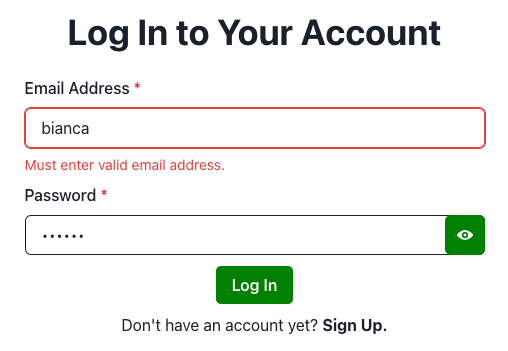 Log In to Your Account
Email Address *
bianca
Must enter valid email address.
Password *
••••••
Log In
Don't have an account yet? Sign Up.